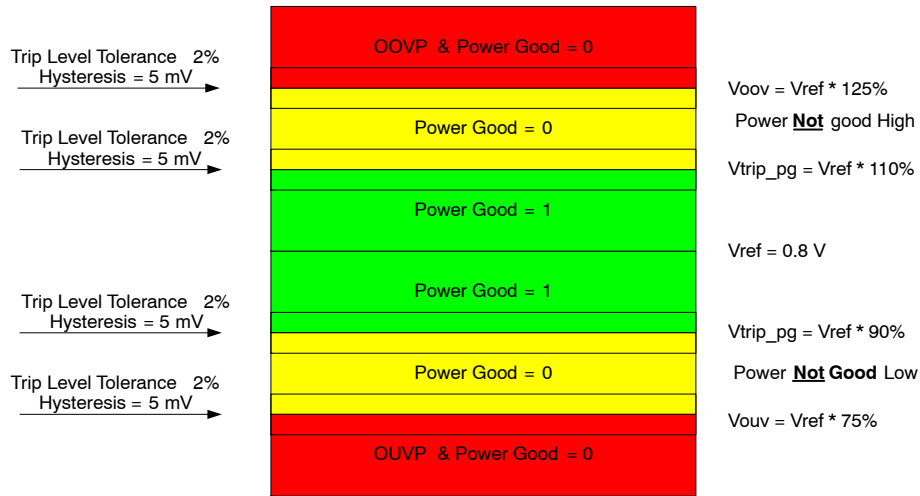 OOVP & Power Good = 0
Trip Level Tolerance 2%
Hysteresis = 5 mV
Voov = Vref * 125%
Power Good = 0
Power Not good High
Trip Level Tolerance 2%
Hysteresis = 5 mV
Vtrip_pg = Vref * 110%
Power Good = 1
Vref = 0.8 V
Power Good = 1
Trip Level Tolerance 2%
Hysteresis = 5 mV
Vtrip_pg = Vref * 90%
Power Good = 0
Power Not Good Low
Trip Level Tolerance 2%
Hysteresis = 5 mV
Vouv = Vref * 75%
OUVP & Power Good = 0